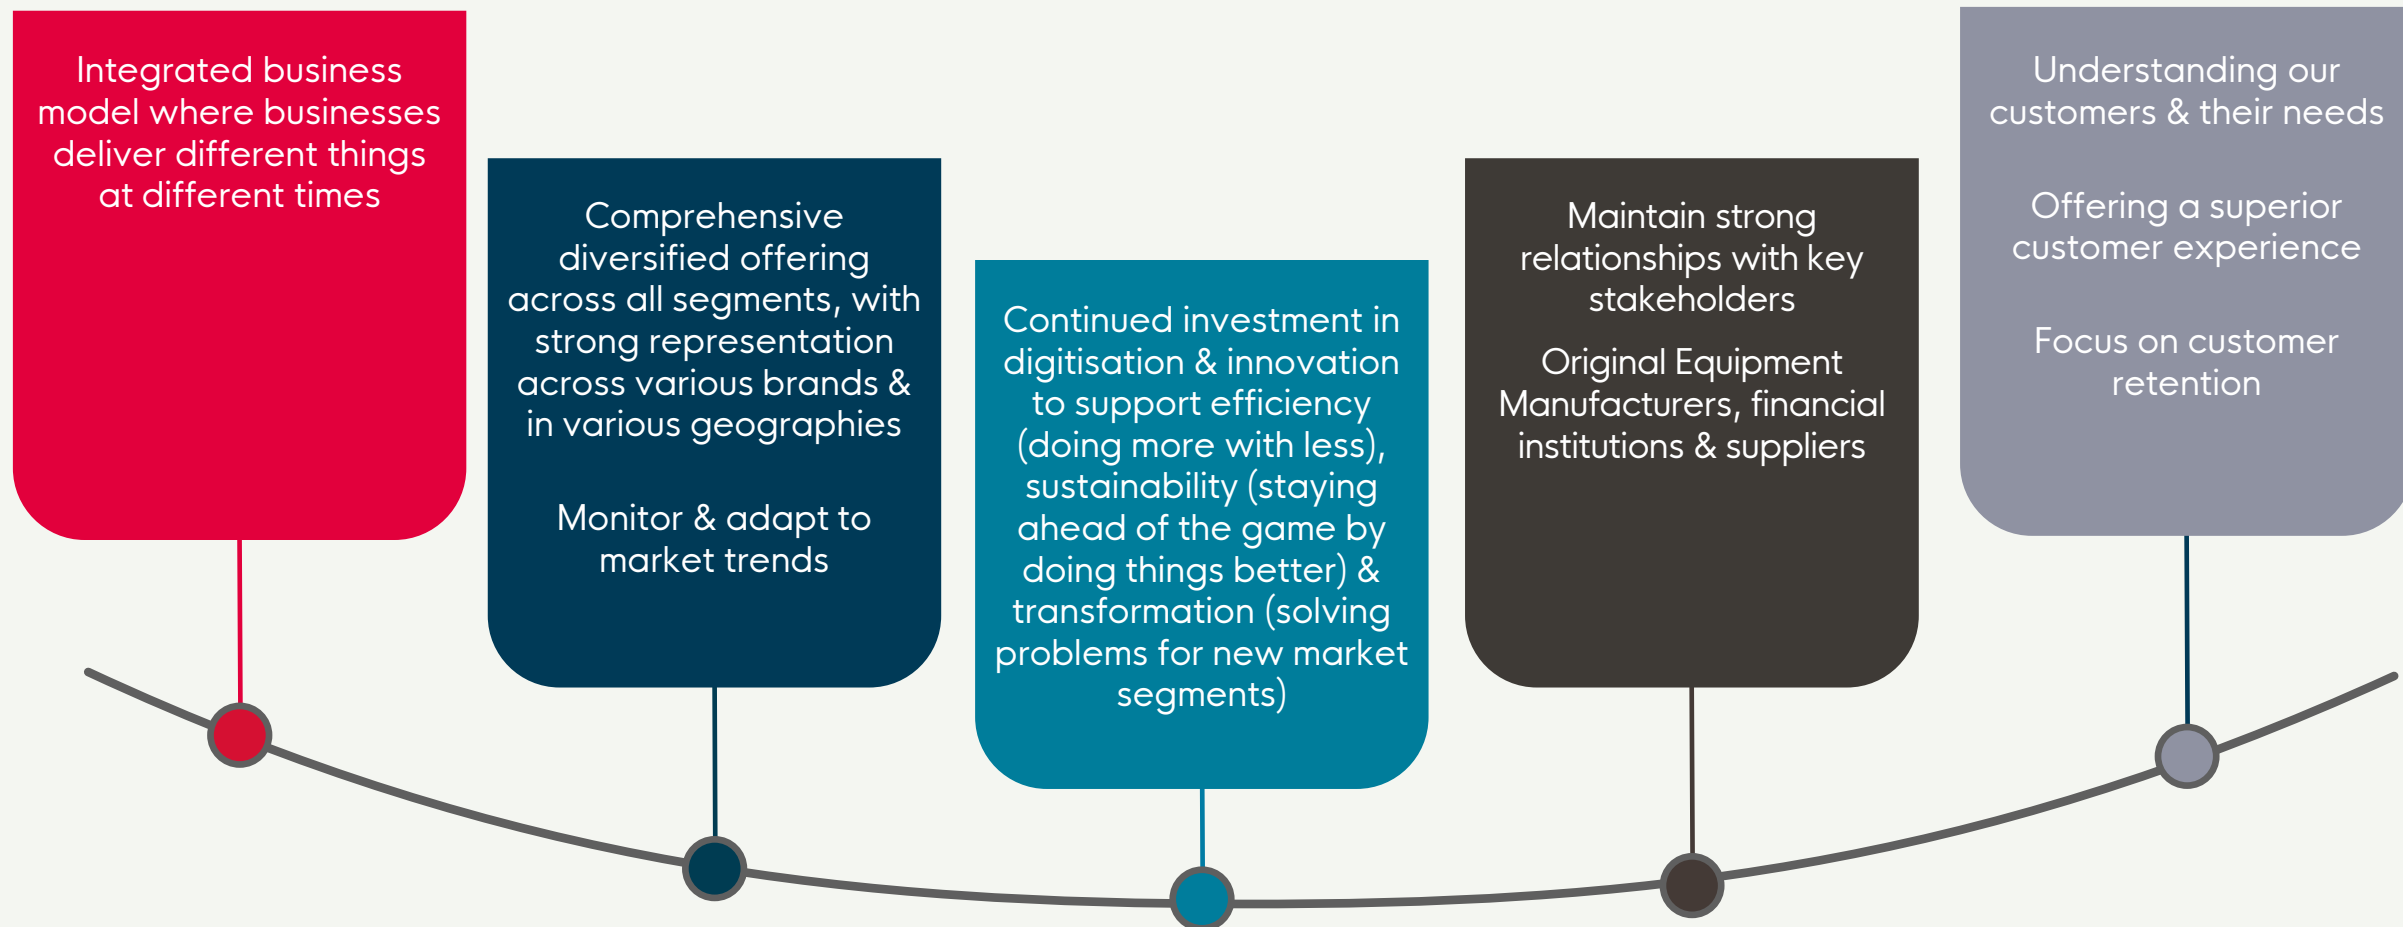 Integrated business
model where businesses
deliver different things
at different times
Comprehensive
diversified offering
across all segments, with
strong representation
across various brands &
in various geographies
Monitor & adapt to
market trends
Continued investment in
digitisation & innovation
to support efficiency
(doing more with less),
sustainability (staying
ahead of the game by
doing things better) &
transformation (solving
problems for new market
segments)
Maintain strong
relationships with key
stakeholders
Original Equipment
Manufacturers, financial
institutions & suppliers
Understanding our
customers & their needs
Offering a superior
customer experience
Focus on customer
retention